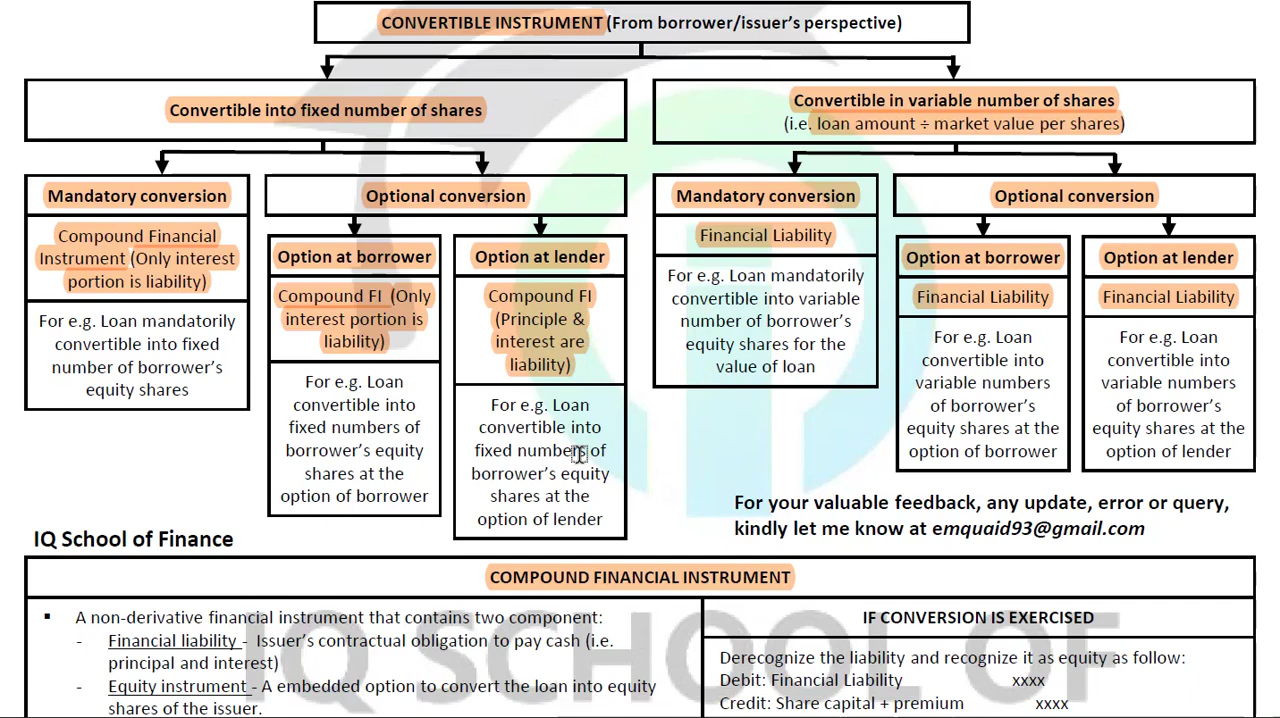 CONVERTIBLE INSTRUMENT (From borrower/issuer's perspective)
Convertible into fixed number of shares
Convertible in variable number of shares
(i.e. loan amount ÷ market value per shares)
Mandatory conversion
Compound Financial
Instrument (Only interest
portion is liability)
For e.g. Loan mandatorily
convertible into fixed
number of borrower's
equity shares
Optional conversion
Option at borrower
Compound FI (Only
interest portion is
liability)
For e.g. Loan
convertible into
fixed numbers of
borrower's equity
shares at the
option of borrower
Option at lender
Compound FI
(Principle &
interest are
liability)
For e.g. Loan
convertible into
fixed numbers of
borrower's equity
shares at the
option of lender
Mandatory conversion
Financial Liability
For e.g. Loan mandatorily
convertible into variable
number of borrower's
equity shares for the
value of loan
Optional conversion
Option at borrower
Financial Liability
For e.g. Loan
convertible into
variable numbers
of borrower's
equity shares at the
option of borrower
Option at lender
Financial Liability
For e.g. Loan
convertible into
variable numbers
of borrower's
equity shares at the
option of lender
For your valuable feedback, any update, error or query,
kindly let me know at emquaid93@gmail.com
IQ School of Finance
COMPOUND FINANCIAL INSTRUMENT
▪ A non-derivative financial instrument that contains two component:
- Financial liability - Issuer's contractual obligation to pay cash (i.e.
principal and interest)
- Equity instrument - A embedded option to convert the loan into equity
shares of the issuer.
IF CONVERSION IS EXERCISED
Derecognize the liability and recognize it as equity as follow:
Debit: Financial Liability xxxx
Credit: Share capital + premium xxxx
IQ SCHOOL OF